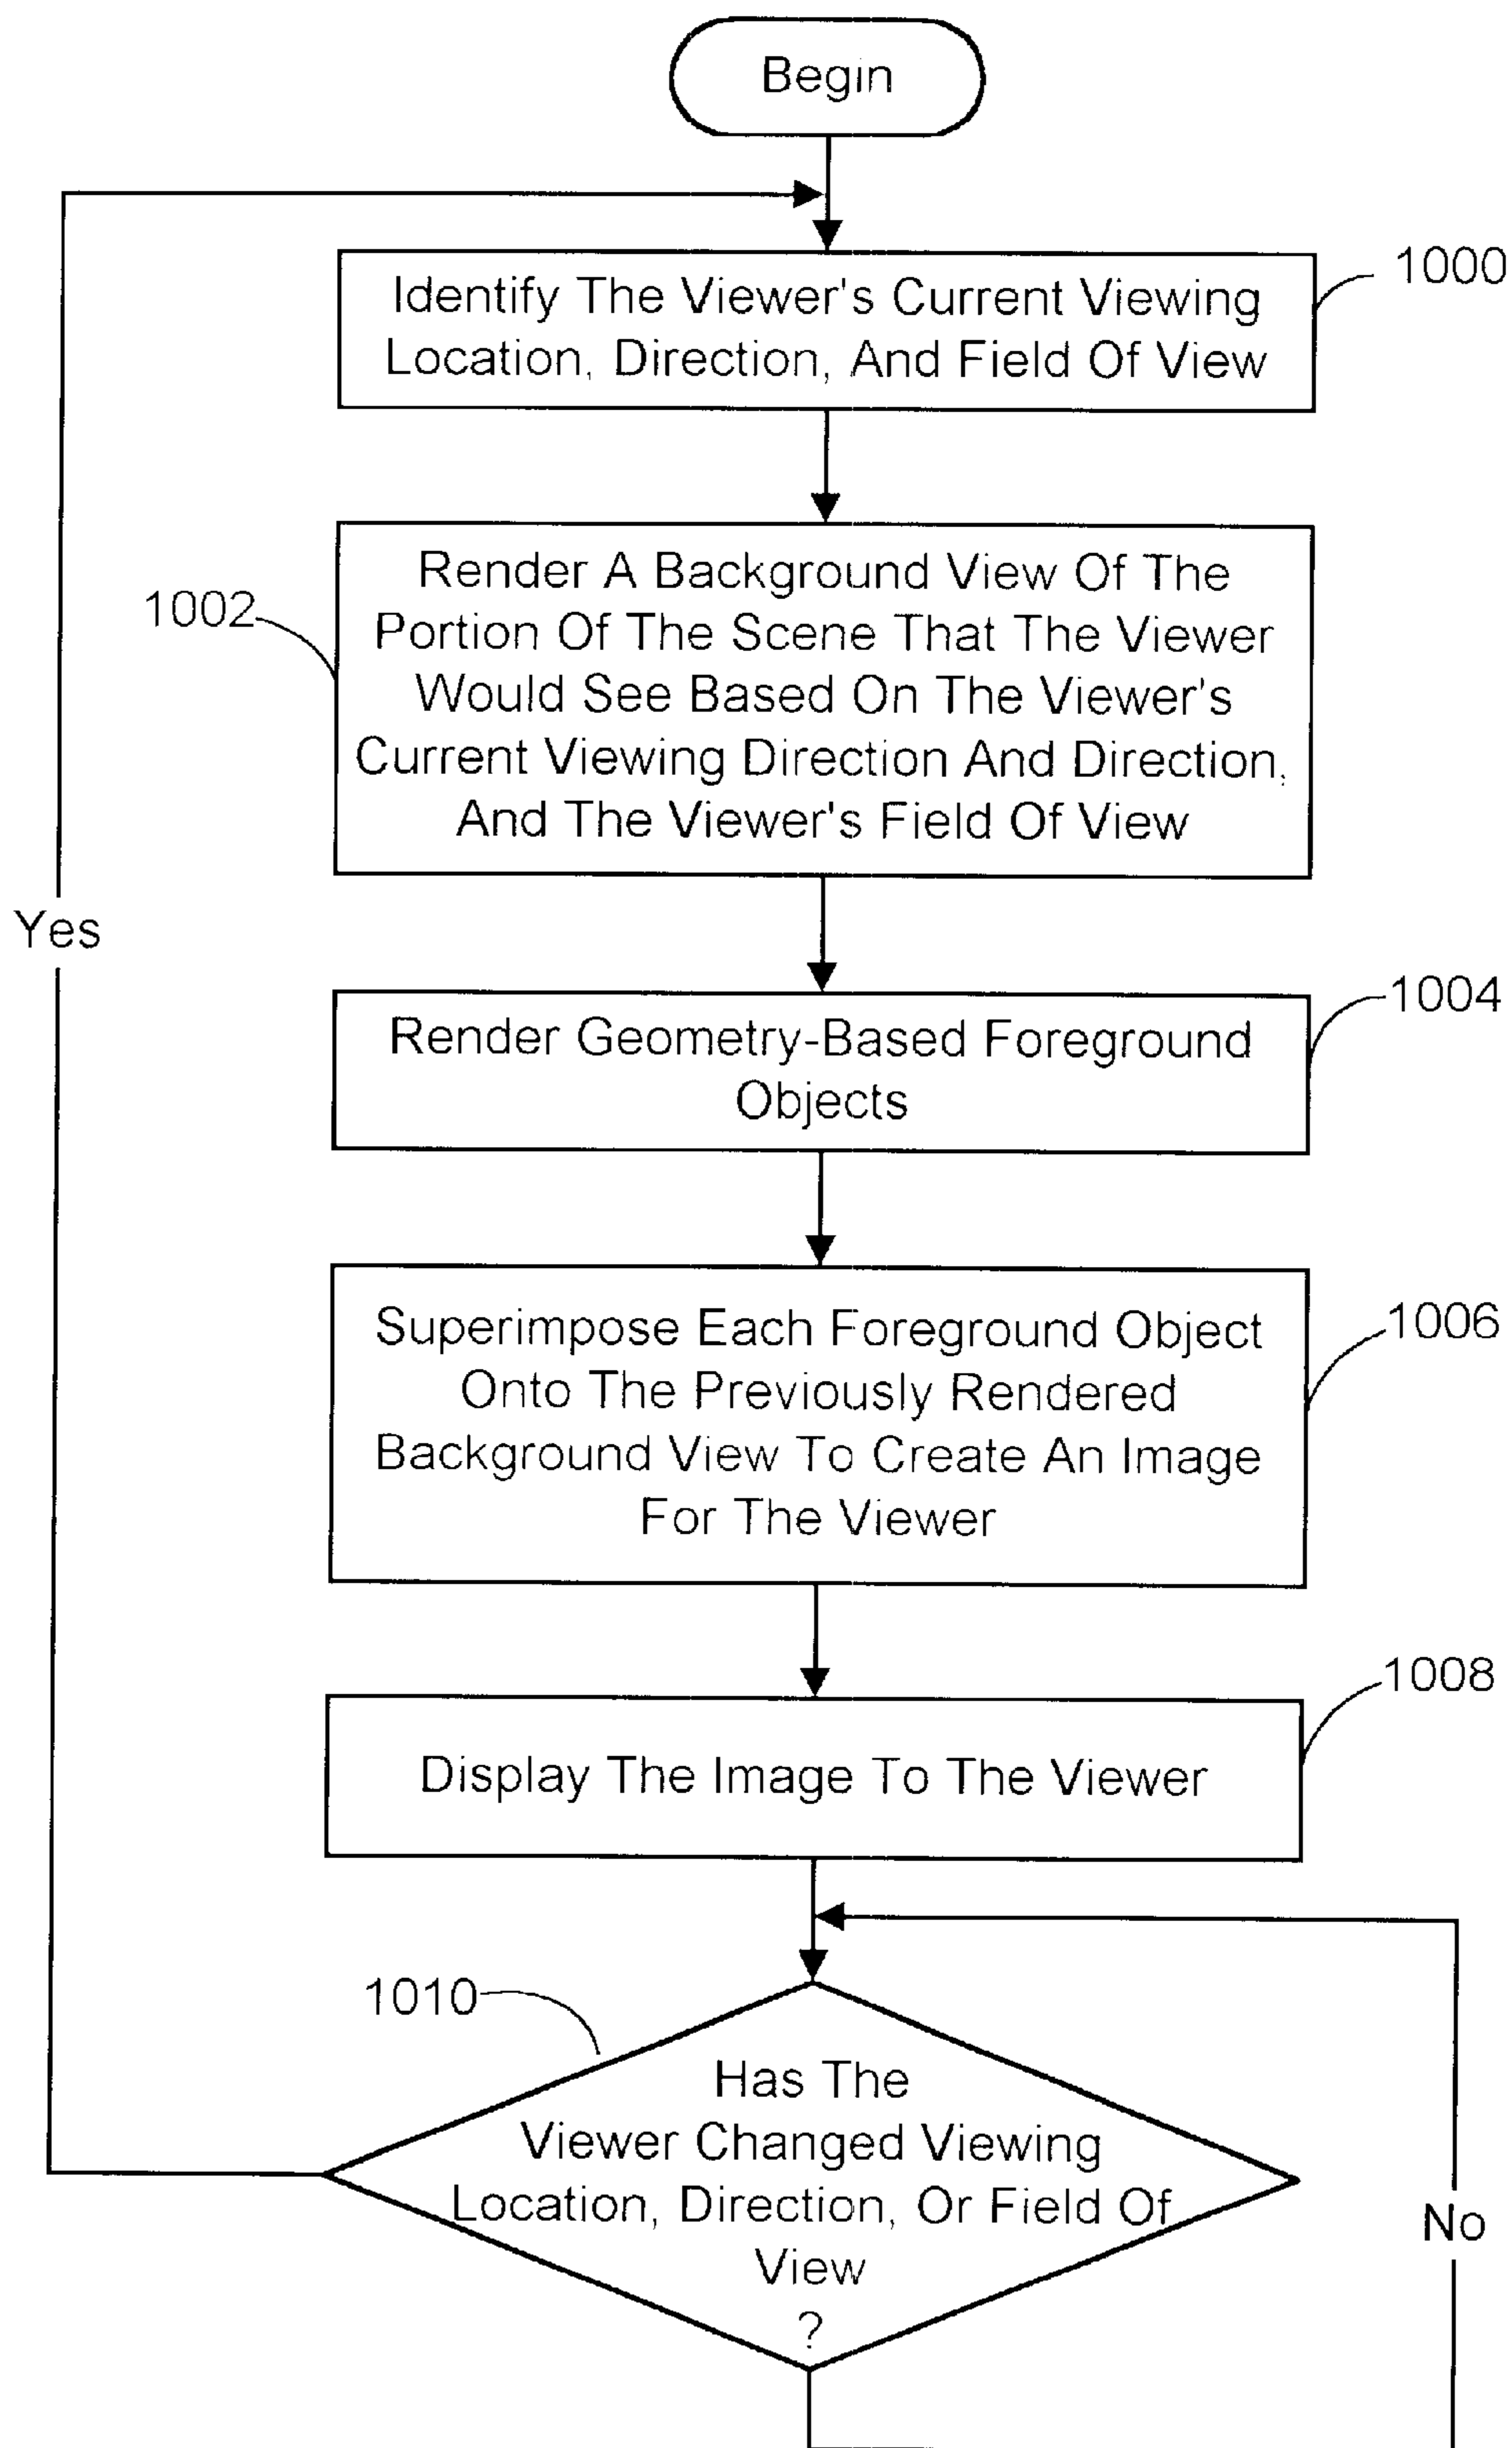 Begin
1000
Identify The Viewer's Current Viewing
Location, Direction, And Field Of View
1002
Render A Background View Of The
Portion Of The Scene That The Viewer
Would See Based On The Viewer's
Current Viewing Direction And Direction,
And The Viewer's Field Of View
Yes
1004
Render Geometry-Based Foreground
Objects
1006
Superimpose Each Foreground Object
Onto The Previously Rendered
Background View To Create An Image
For The Viewer
1008
Display The Image To The Viewer
1010
Has The
Viewer Changed Viewing
Location, Direction, Or Field Of
View
?
No